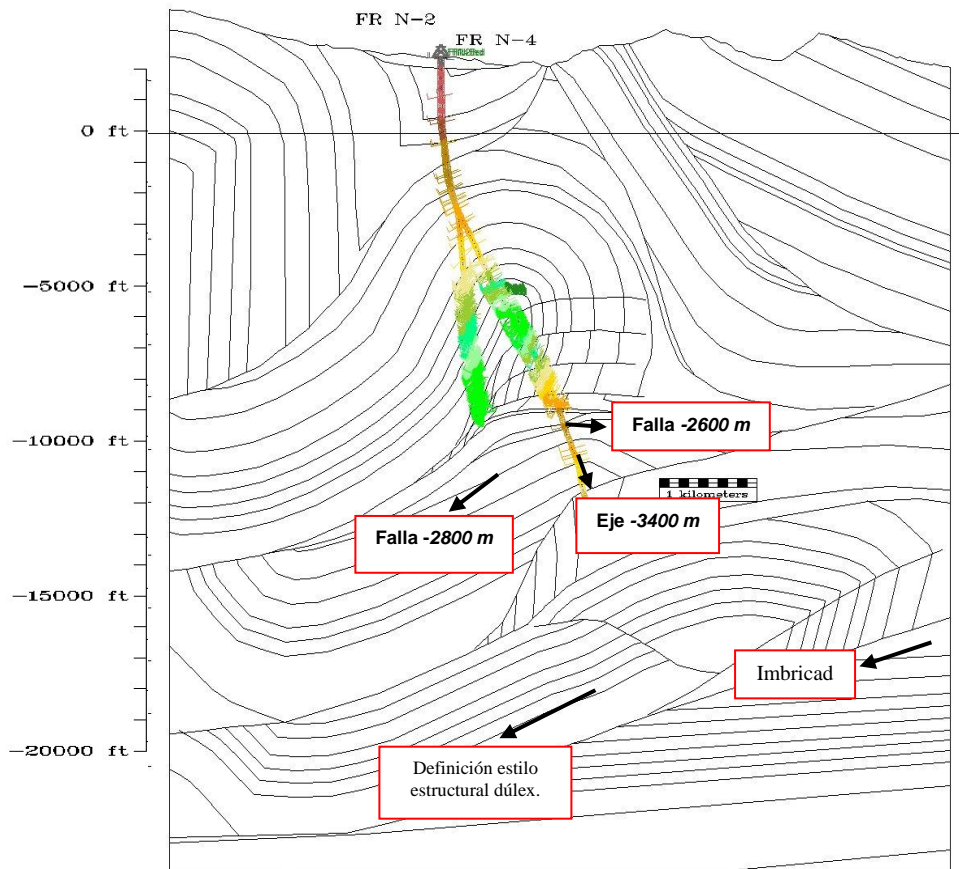 FR N-2
FR N-4
0 ft
-5000 ft
-10000 ft
-15000 ft
-20000 ft
Falla -2600 m
1 kilometers
Eje -3400 m
Falla -2800 m
Imbricad
Definición estilo
estructural dúlex.